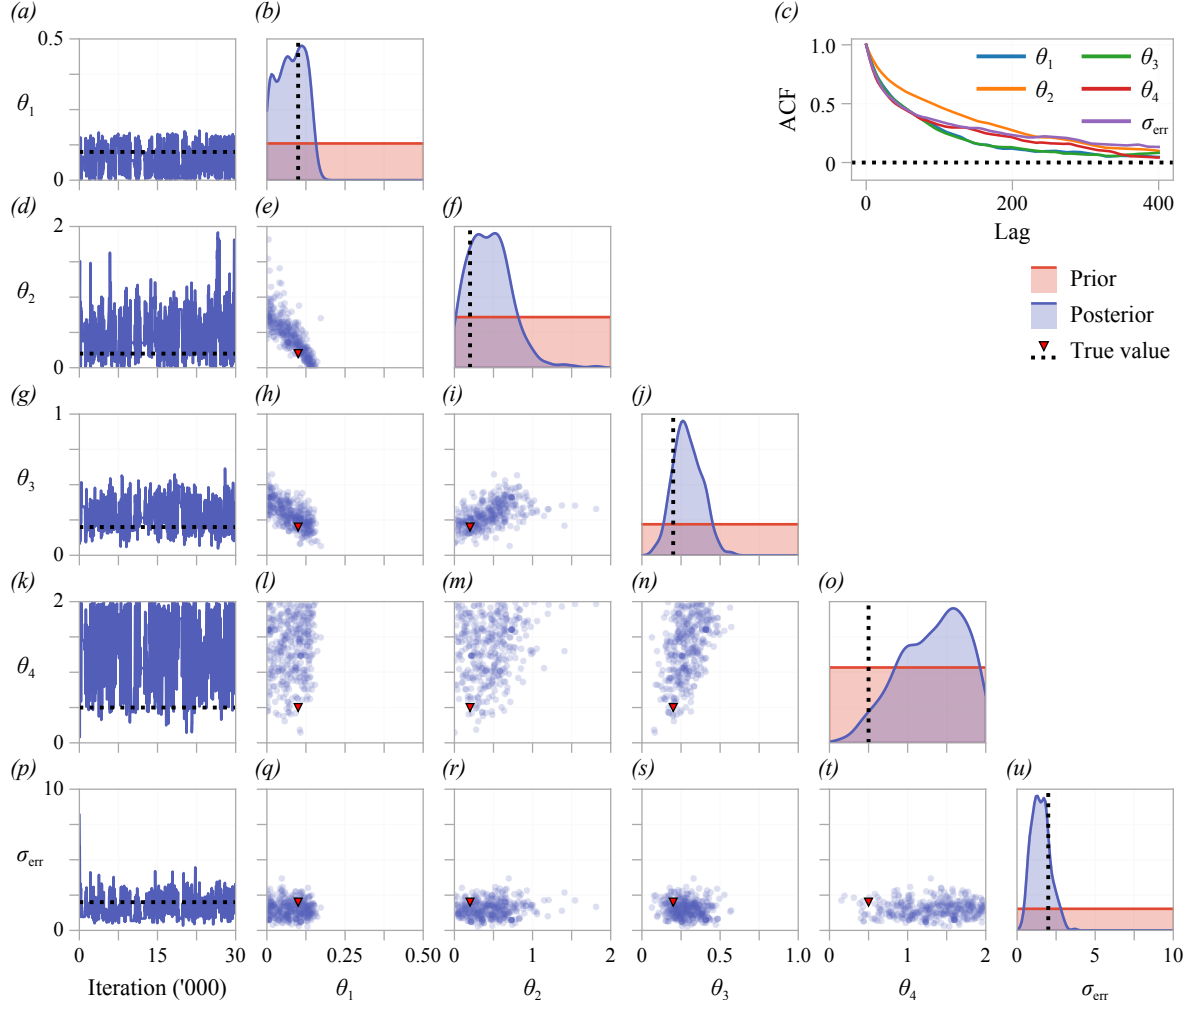 (a) (b) (c)
0.5 θ1 0
1.0 0.5 0 ACF
θ1 θ3
θ2 θ4
σerr
0 200 400
Lag
Prior
Posterior
True value
(d) (e) (f)
2 θ2 0
(g) (h) (i) (j)
1 θ3 0
(k) (l) (m) (n) (o)
2 θ4 0
(p) (q) (r) (s) (t) (u)
10 σerr 0
0 15 30 0 0.25 0.50 0 1 2 0 0.5 1.0 0 1 2 0 5 10
Iteration ('000) θ1 θ2 θ3 θ4 σerr